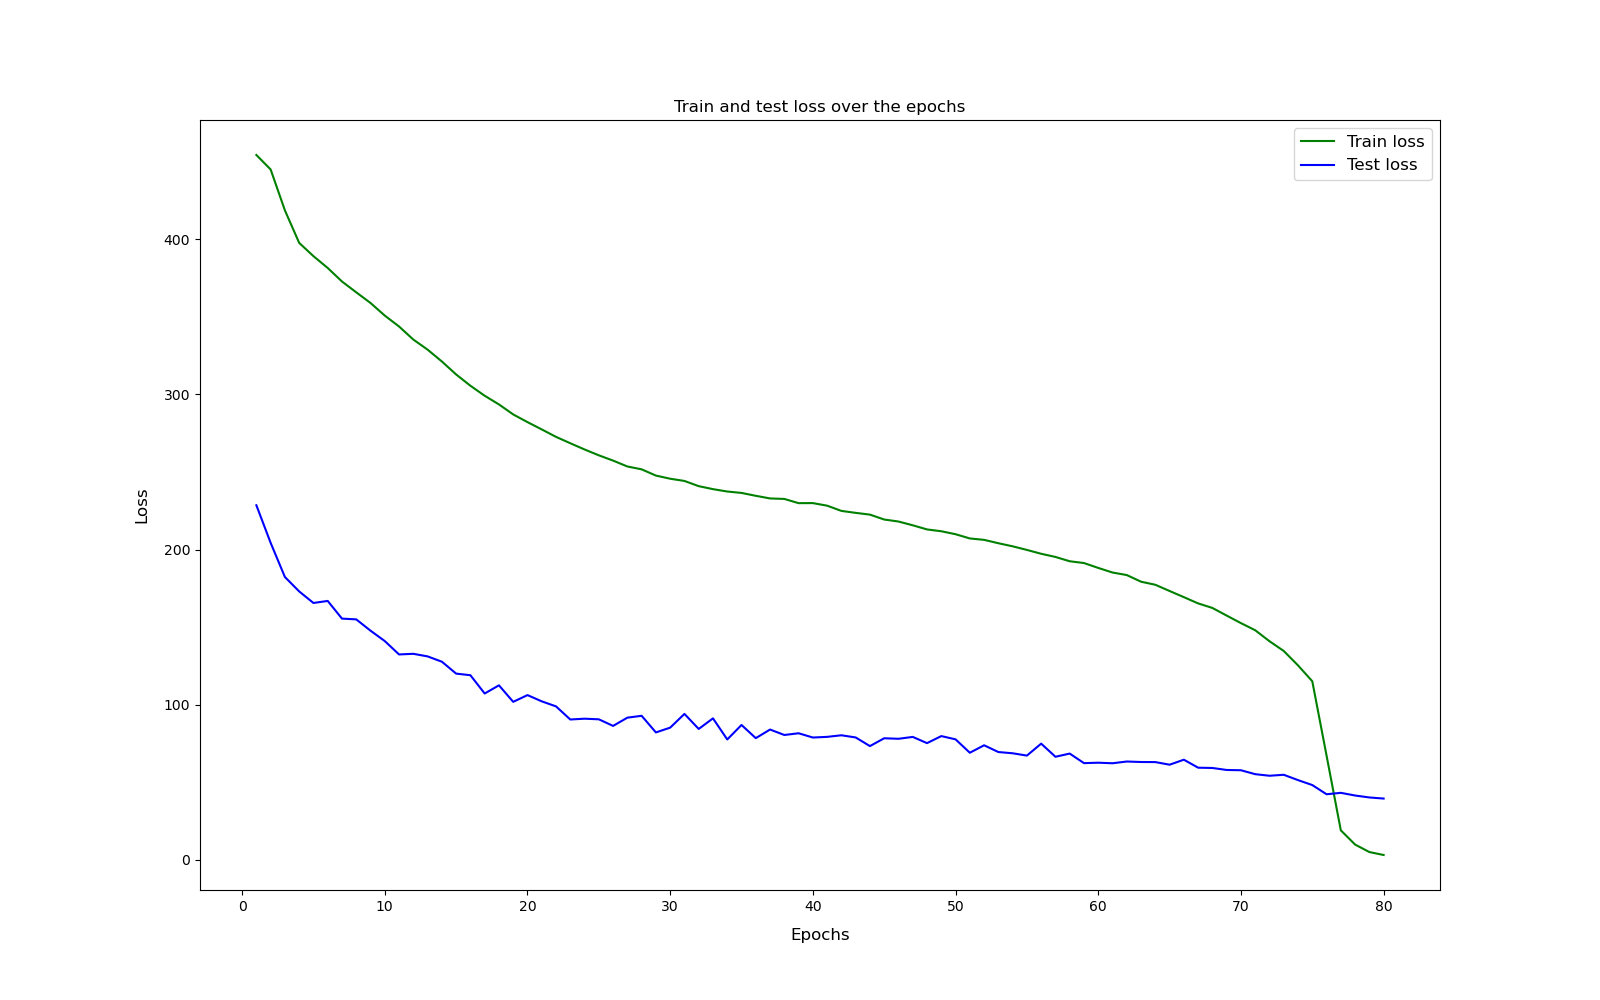 Train and test loss over the epochs
Train loss
Test loss
400
300
200
100
0
Loss
0 10 20 30 40 50 60 70 80
Epochs